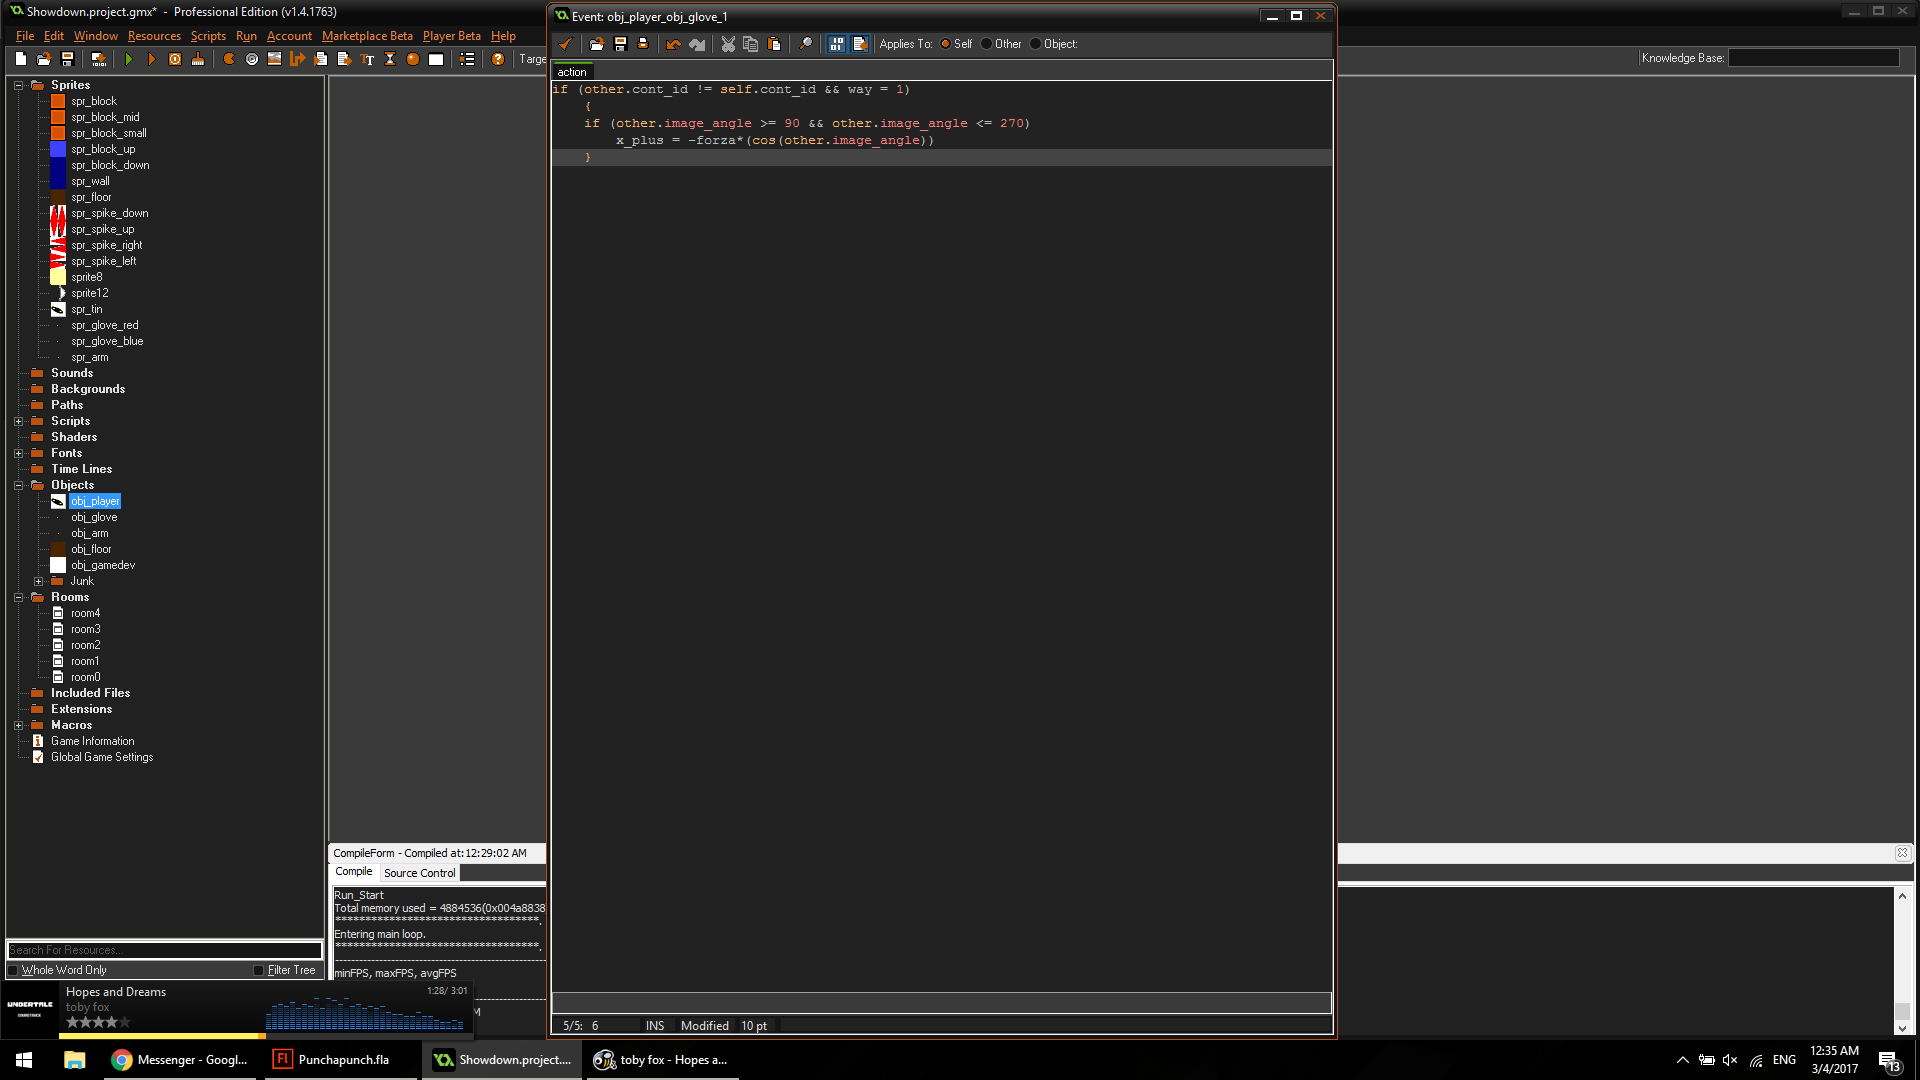 Showdown.project.gmx* - Professional Edition (v1.4.1763)
File Edit Window Resources Scripts Run Account Marketplace Beta Player Beta Help
Targe
Knowledge Base:
Sprites
spr_block
spr_block_mid
spr_block_small
spr_block_up
spr_block_down
spr_wall
spr_floor
spr_spike_down
spr_spike_up
spr_spike_right
spr_spike_left
sprite8
sprite12
spr_tin
spr_glove_red
spr_glove_blue
spr_arm
Sounds
Backgrounds
Paths
Scripts
Shaders
Fonts
Time Lines
Objects
obj_player
obj_glove
obj_arm
obj_floor
obj_gamedev
Junk
Rooms
room4
room3
room2
room1
room0
Included Files
Extensions
Macros
Game Information
Global Game Settings
Search For Resources...
Whole Word Only Filter Tree
Event: obj_player_obj_glove_1
Applies To: Self Other Object:
action
if (other.cont_id != self.cont_id && way = 1)
{
if (other.image_angle >= 90 && other.image_angle <= 270)
x_plus = -forza*(cos(other.image_angle))
}
5/5: 6 INS Modified 10 pt
CompileForm - Compiled at:12:29:02 AM
Compile Source Control
Run_Start
Total memory used = 4884536(0x004a8838
***********************************.
Entering main loop.
***********************************.
minFPS, maxFPS, avgFPS
M
UNDERTALE
SOUNDTRACK
Hopes and Dreams
toby fox
1:28/ 3:01
Messenger - Googl...
Punchapunch.fla
Showdown.project....
toby fox - Hopes a...
ENG
12:35 AM
3/4/2017
13